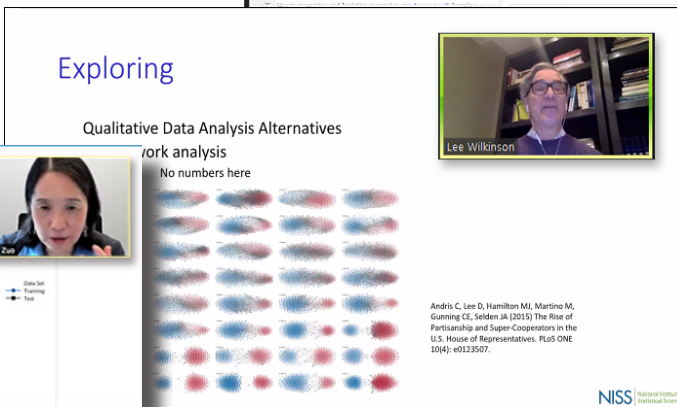 Exploring
Qualitative Data Analysis Alternatives
work analysis
No numbers here
Lee Wilkinson
Zuo
Data Set
Training
Test
Andris C, Lee D, Hamilton MJ, Martino M,
Gunning CE, Selden JA (2015) The Rise of
Partisanship and Super-Cooperators in the
U.S. House of Representatives. PLoS ONE
10(4): e0123507.
NISS
National Institute
Statistical Scien